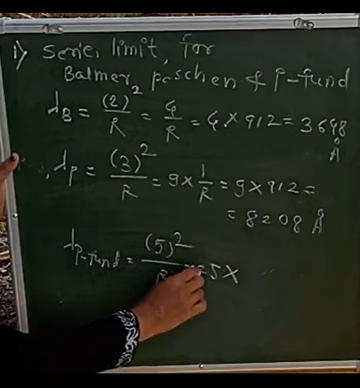 i) Series limit, for
Balmer, paschen & P-fund
λB = (2)²/R = 4/R = 4 × 912 = 3648 Å
∴ λP = (3)²/R = 9 × 1/R = 9 × 912 =
= 8208 Å
λP-fund = (5)²/R = 25 ×